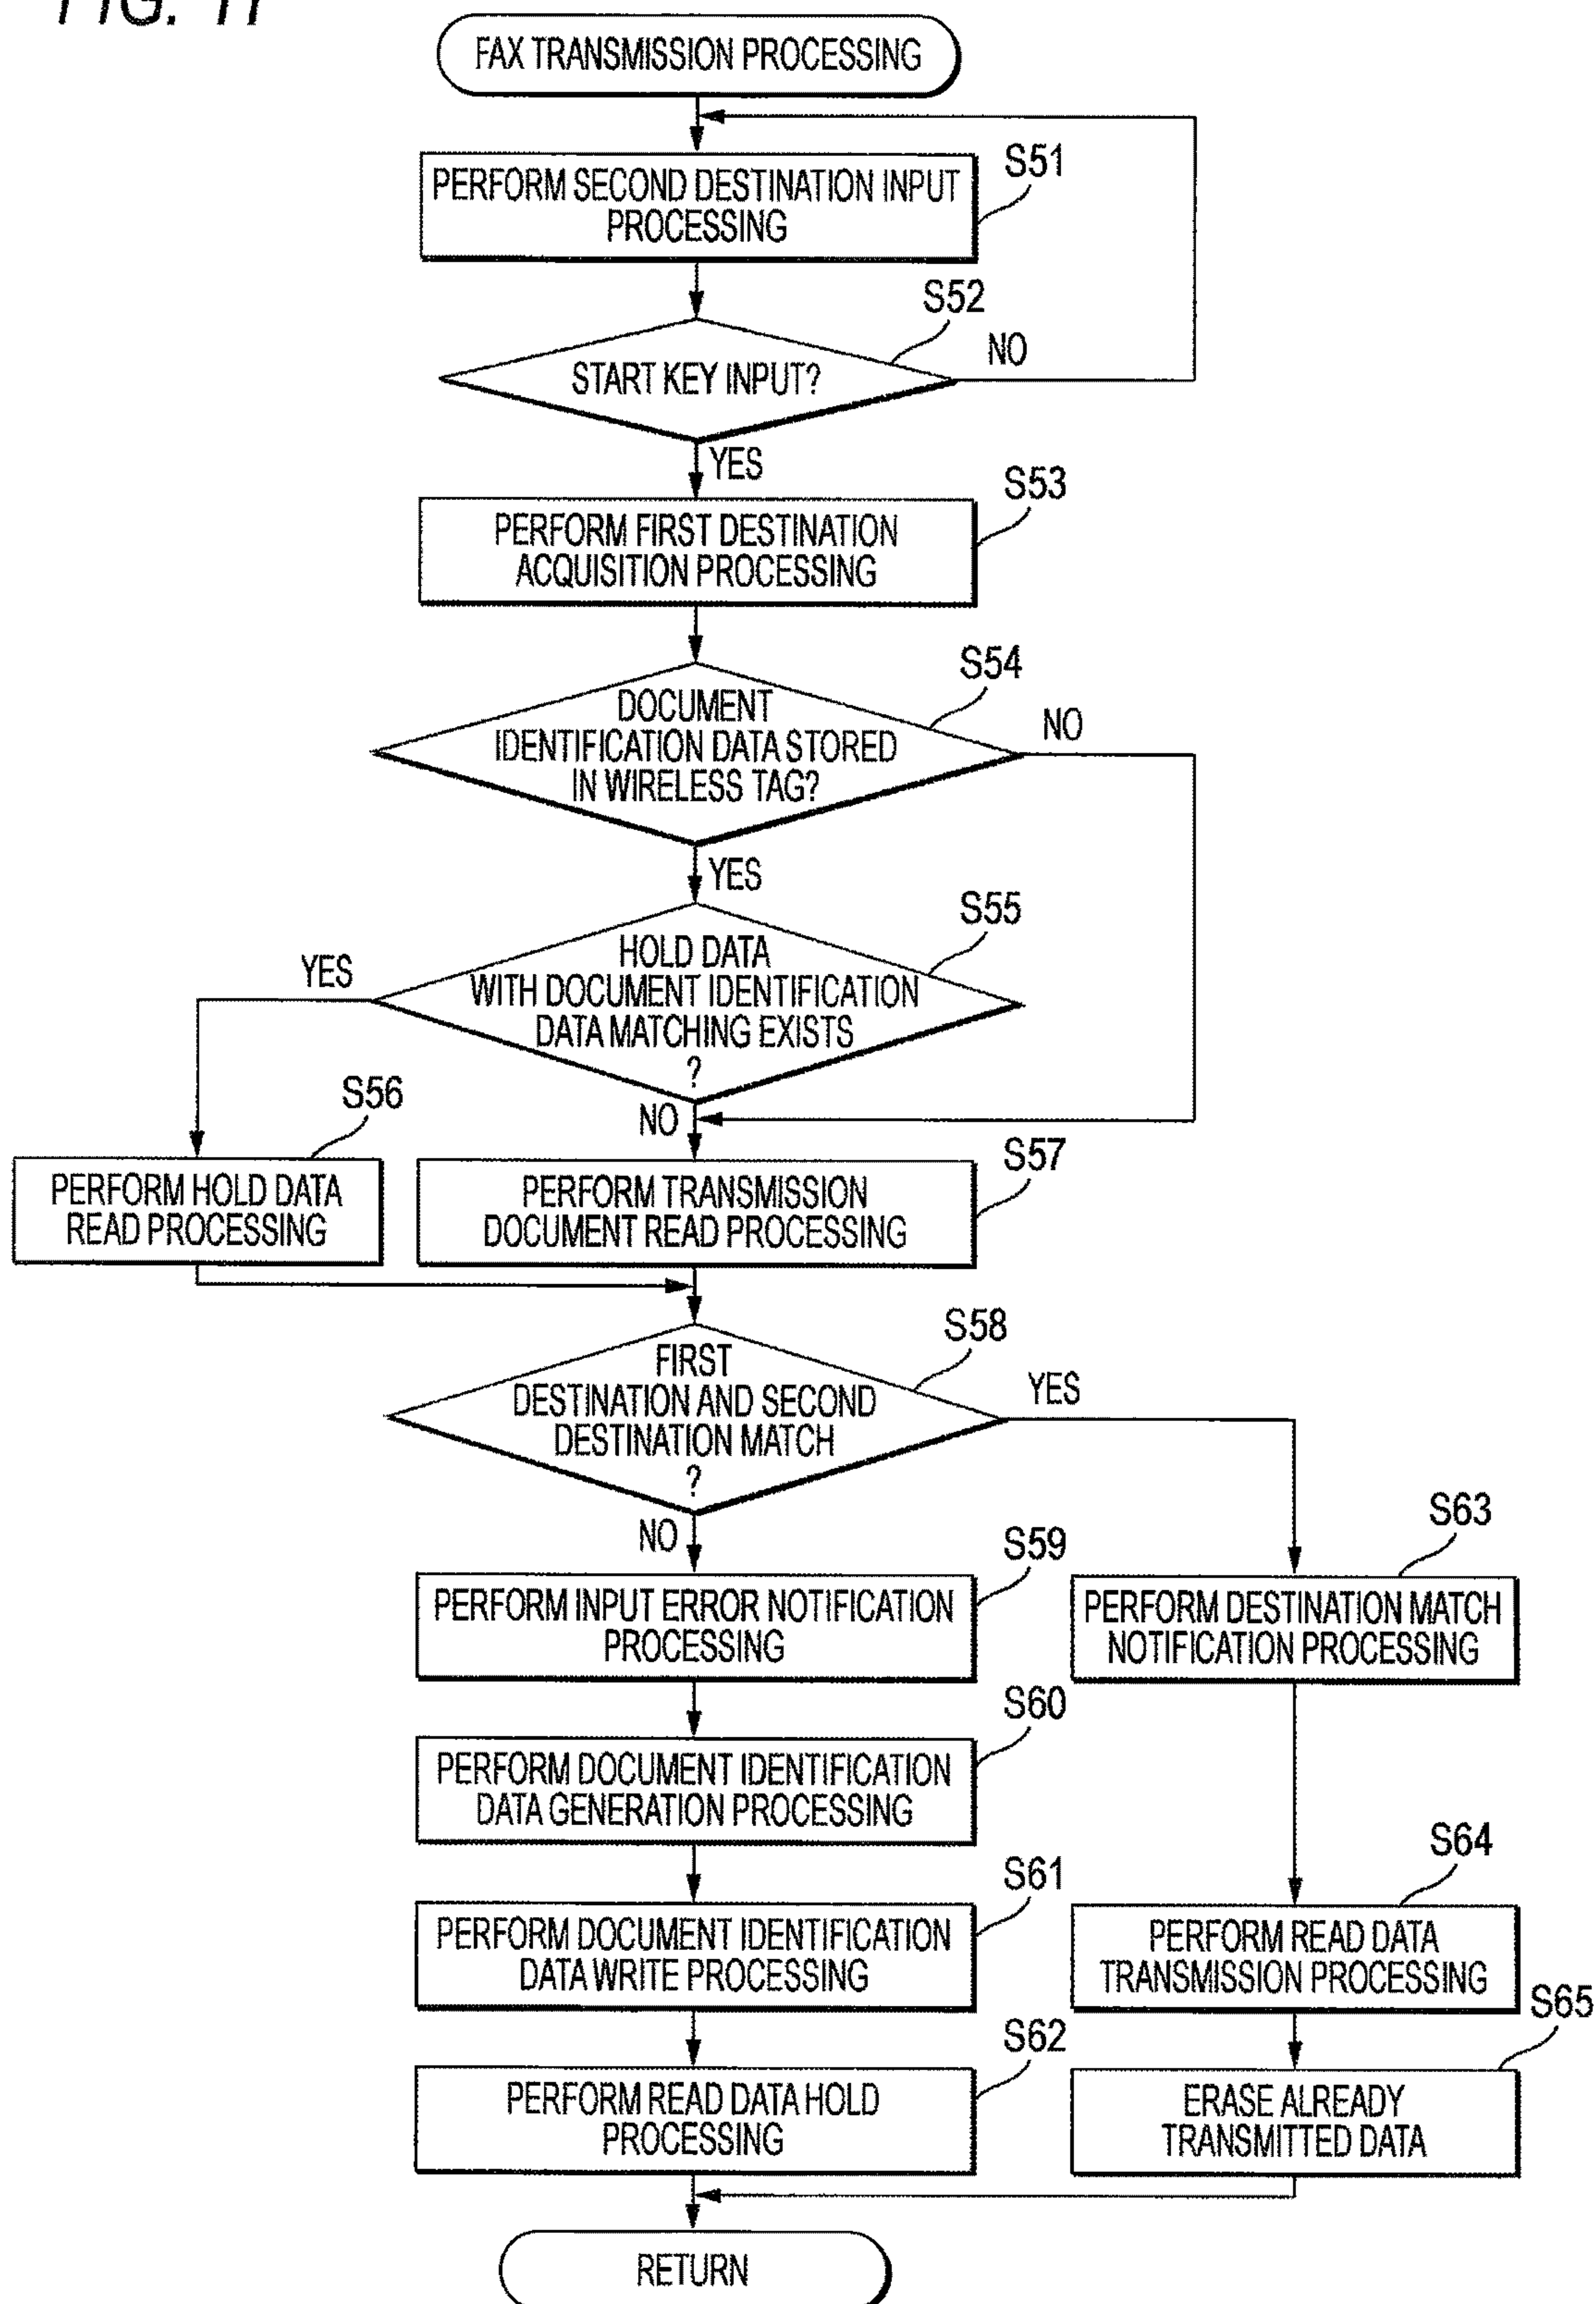 FAX TRANSMISSION PROCESSING
S51
PERFORM SECOND DESTINATION INPUT
PROCESSING
S52
START KEY INPUT?
NO
YES
S53
PERFORM FIRST DESTINATION
ACQUISITION PROCESSING
S54
DOCUMENT
IDENTIFICATION DATA STORED
IN WIRELESS TAG?
NO
YES
S55
HOLD DATA
WITH DOCUMENT IDENTIFICATION
DATA MATCHING EXISTS
?
YES
NO
S56
PERFORM HOLD DATA
READ PROCESSING
S57
PERFORM TRANSMISSION
DOCUMENT READ PROCESSING
S58
FIRST
DESTINATION AND SECOND
DESTINATION MATCH
?
YES
NO
S59
PERFORM INPUT ERROR NOTIFICATION
PROCESSING
S63
PERFORM DESTINATION MATCH
NOTIFICATION PROCESSING
S60
PERFORM DOCUMENT IDENTIFICATION
DATA GENERATION PROCESSING
S61
PERFORM DOCUMENT IDENTIFICATION
DATA WRITE PROCESSING
S64
PERFORM READ DATA
TRANSMISSION PROCESSING
S62
PERFORM READ DATA HOLD
PROCESSING
S65
ERASE ALREADY
TRANSMITTED DATA
RETURN